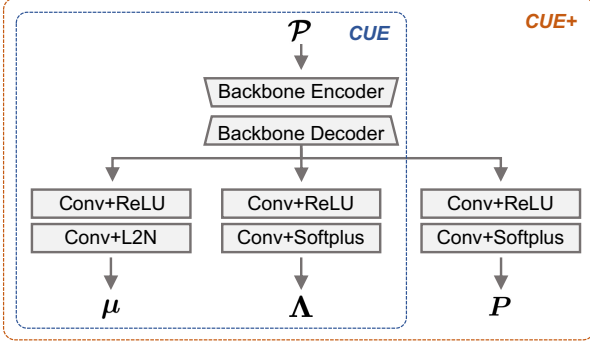 𝒫
CUE
CUE+
Backbone Encoder
Backbone Decoder
Conv+ReLU
Conv+L2N
μ
Conv+ReLU
Conv+Softplus
Λ
Conv+ReLU
Conv+Softplus
P